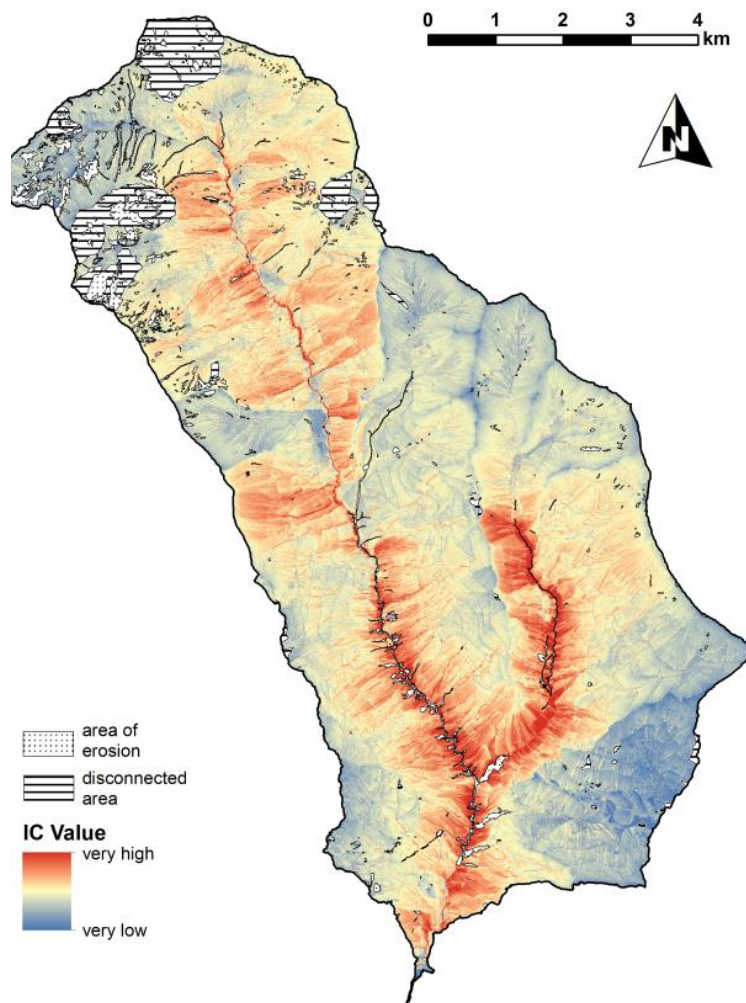 0 1 2 3 4
km
N
area of
erosion
disconnected
area
IC Value
very high
very low